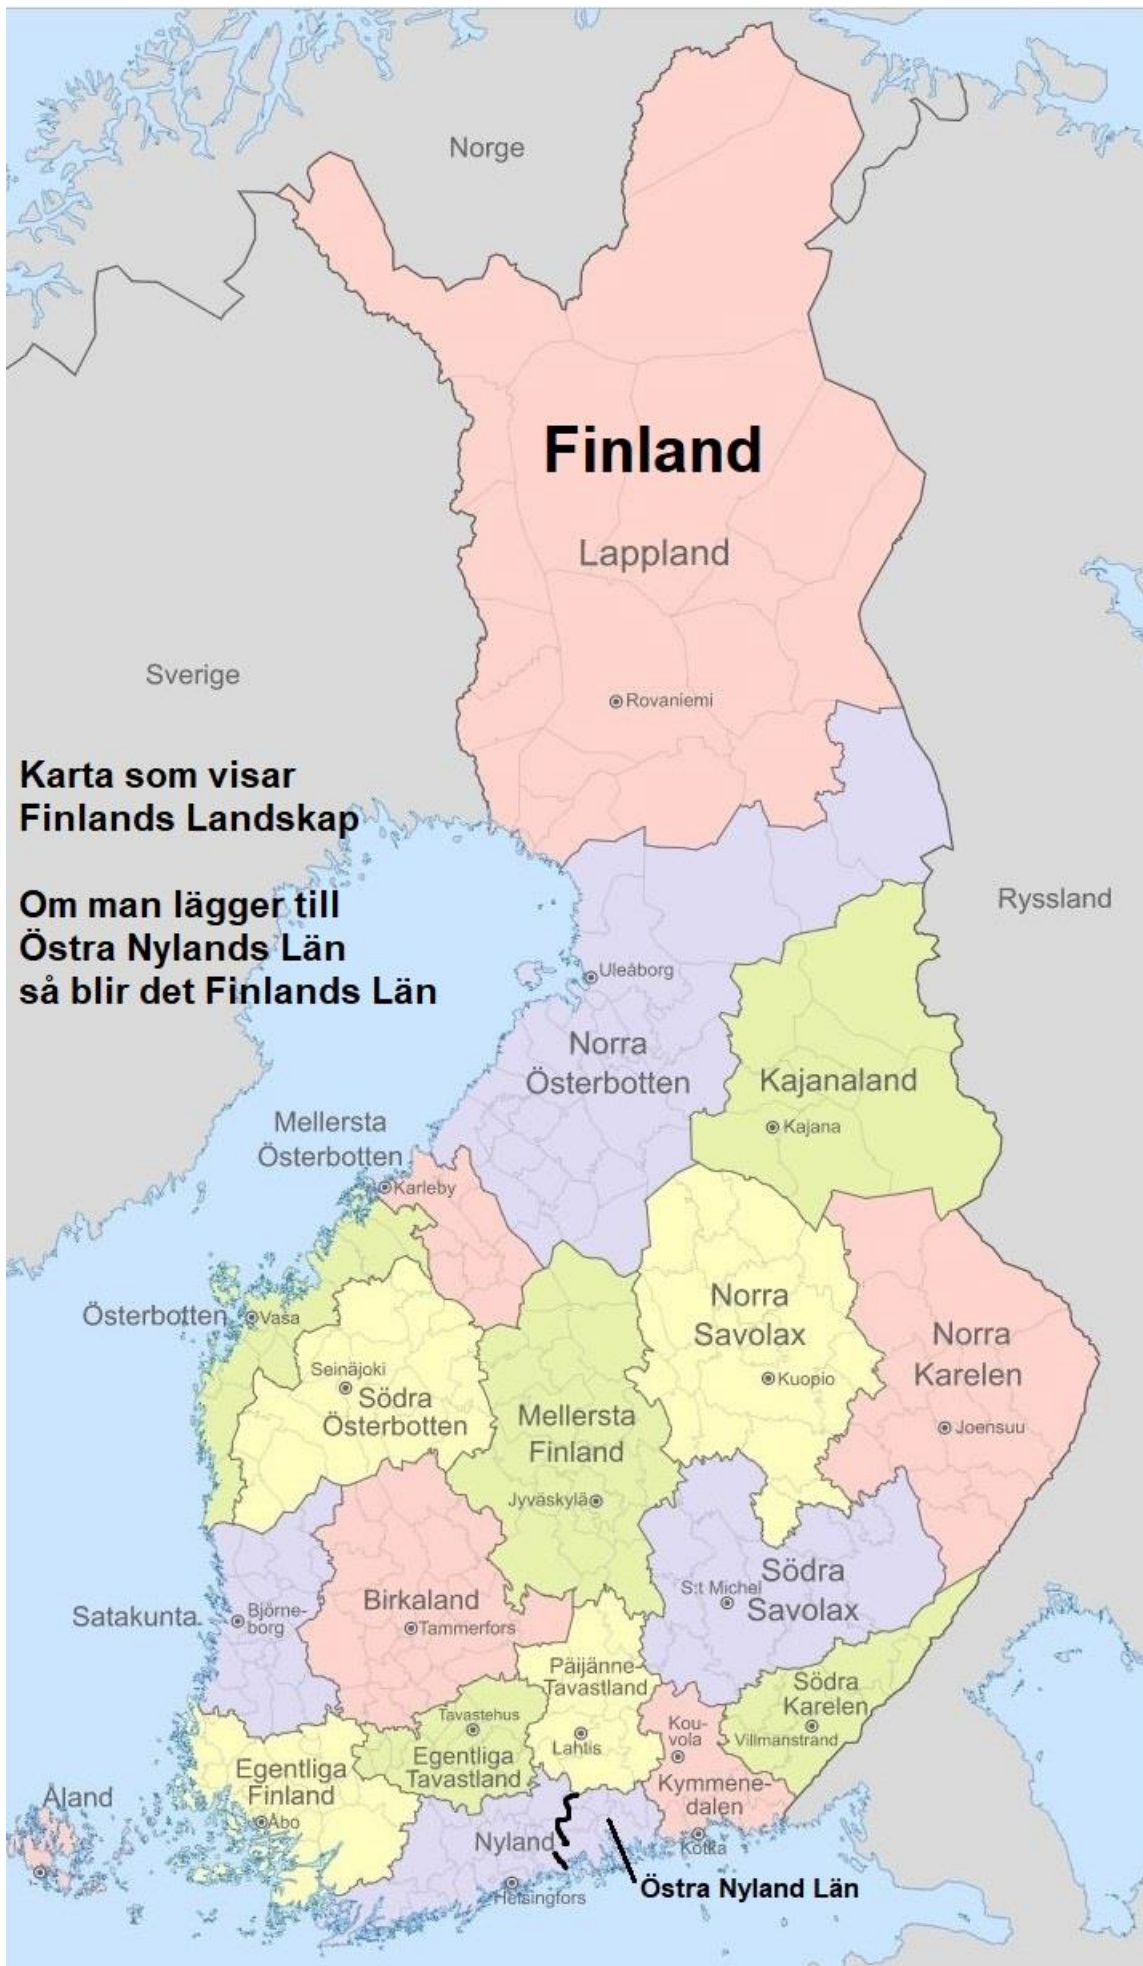 Norge
Finland
Lappland
Sverige
Rovaniemi
Karta som visar
Finlands Landskap
Om man lägger till
Östra Nylands Län
så blir det Finlands Län
Ryssland
Uleåborg
Norra
Österbotten
Kajanaland
Kajana
Mellersta
Österbotten
Karleby
Österbotten
Vasa
Norra
Savolax
Kuopio
Norra
Karelen
Joensuu
Seinäjoki
Södra
Österbotten
Mellersta
Finland
Jyväskylä
Satakunta
Björne-
borg
Birkaland
Tammerfors
Södra
S:t Michel
Savolax
Päijänne-
Tavastland
Lahtis
Södra
Karelen
Villmanstrand
Tavastehus
Egentliga
Tavastland
Kou-
vola
Kymmene-
dalen
Kotka
Egentliga
Finland
Åbo
Åland
Nyland
Helsingfors
Östra Nyland Län